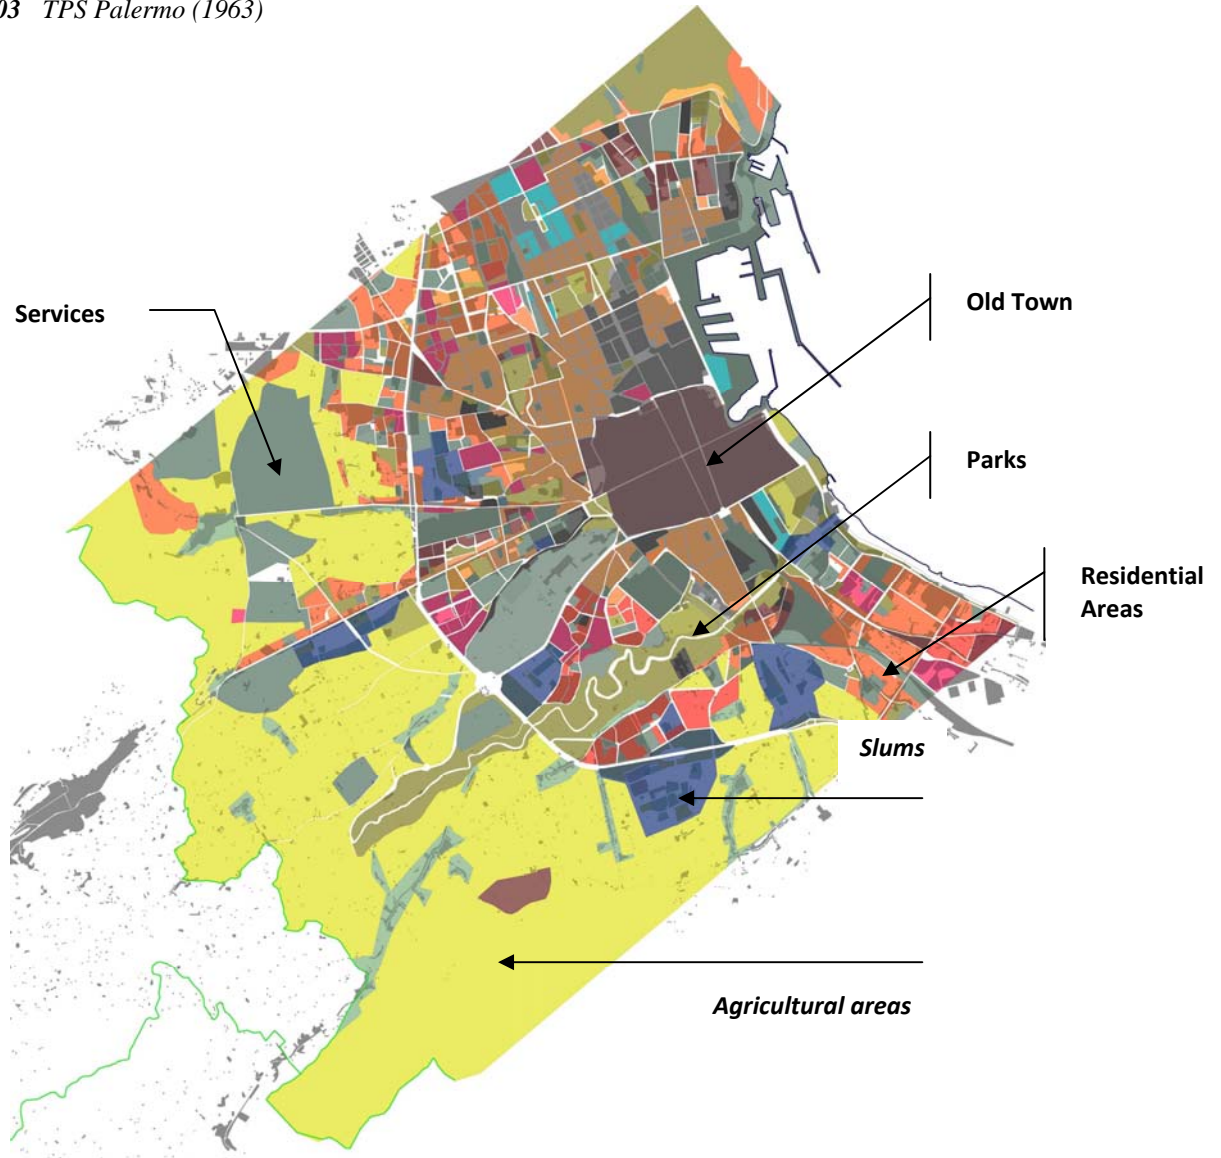 03 TPS Palermo (1963)
Services
Old Town
Parks
Residential
Areas
Slums
Agricultural areas